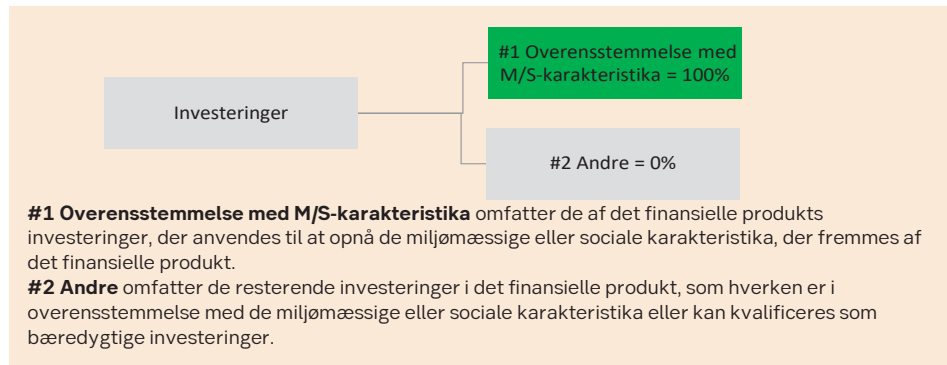 #1 Overensstemmelse med
M/S-karakteristika = 100%
Investeringer
#2 Andre = 0%
#1 Overensstemmelse med M/S-karakteristika omfatter de af det finansielle produkts
investeringer, der anvendes til at opnå de miljømæssige eller sociale karakteristika, der fremmes af
det finansielle produkt.
#2 Andre omfatter de resterende investeringer i det finansielle produkt, som hverken er i
overensstemmelse med de miljømæssige eller sociale karakteristika eller kan kvalificeres som
bæredygtige investeringer.